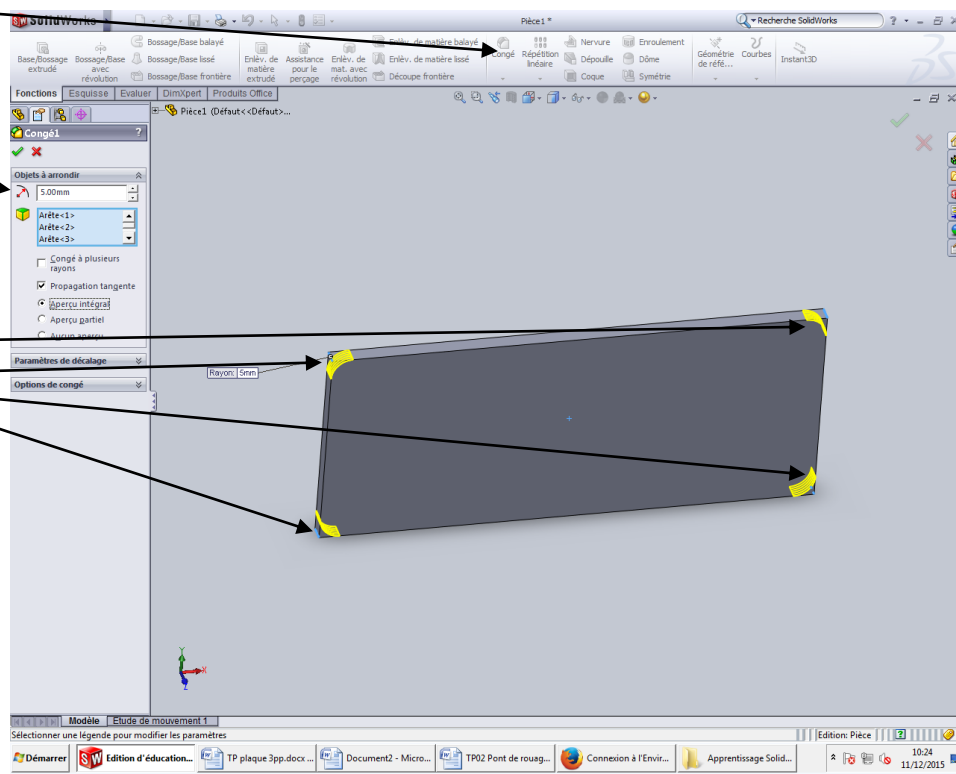 SolidWorks
Pièce1 *
Recherche SolidWorks
Base/Bossage extrudé
Bossage/Base avec révolution
Bossage/Base balayé
Bossage/Base lissé
Bossage/Base frontière
Enlèv. de matière extrudé
Assistance pour le perçage
Enlèv. de mat. avec révolution
Enlèv. de matière balayé
Enlèv. de matière lissé
Découpe frontière
Congé
Répétition linéaire
Nervure
Dépouille
Coque
Enroulement
Dôme
Symétrie
Géométrie de réfé...
Courbes
Instant3D
Fonctions Esquisse Evaluer DimXpert Produits Office
Pièce1 (Défaut<<Défaut>...
Congé1 ?
Objets à arrondir
5.00mm
Arête<1>
Arête<2>
Arête<3>
Congé à plusieurs
rayons
Propagation tangente
Aperçu intégral
Aperçu partiel
Aucun aperçu
Paramètres de décalage
Options de congé
Rayon: 5mm
Y
X
Z
Modèle Etude de mouvement 1
Sélectionner une légende pour modifier les paramètres
Edition: Pièce
Démarrer
Edition d'éducation...
TP plaque 3pp.docx ...
Document2 - Micro...
TP02 Pont de rouag...
Connexion à l'Envir...
Apprentissage Solid...
10:24
11/12/2015